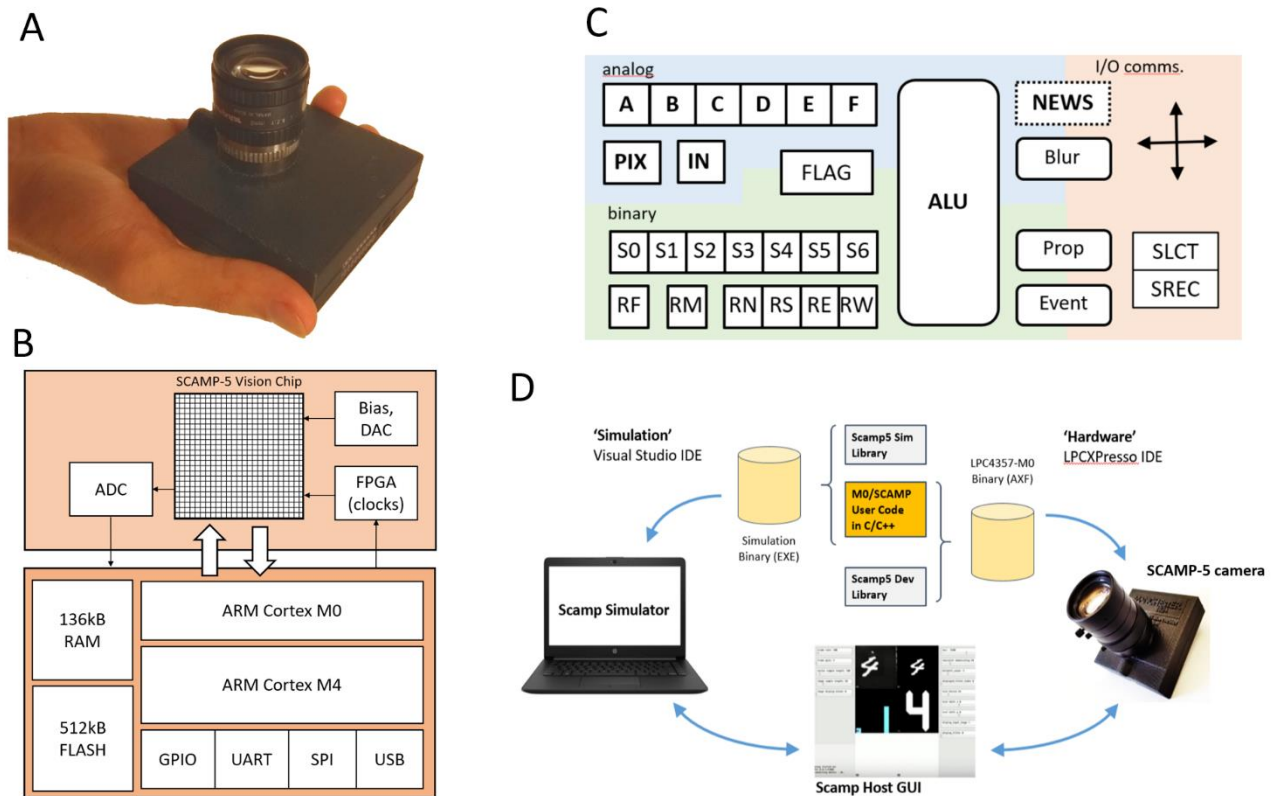 A
B
SCAMP-5 Vision Chip
Bias,
DAC
ADC
FPGA
(clocks)
136kB
RAM
ARM Cortex M0
ARM Cortex M4
512kB
FLASH
GPIO
UART
SPI
USB
C
analog
I/O comms.
A
B
C
D
E
F
NEWS
PIX
IN
FLAG
Blur
ALU
binary
S0
S1
S2
S3
S4
S5
S6
Prop
SLCT
SREC
RF
RM
RN
RS
RE
RW
Event
D
'Simulation'
Visual Studio IDE
Simulation
Binary (EXE)
Scamp5 Sim
Library
M0/SCAMP
User Code
in C/C++
Scamp5 Dev
Library
'Hardware'
LPCXPresso IDE
LPC4357-M0
Binary (AXF)
SCAMP-5 camera
Scamp Simulator
Scamp Host GUI